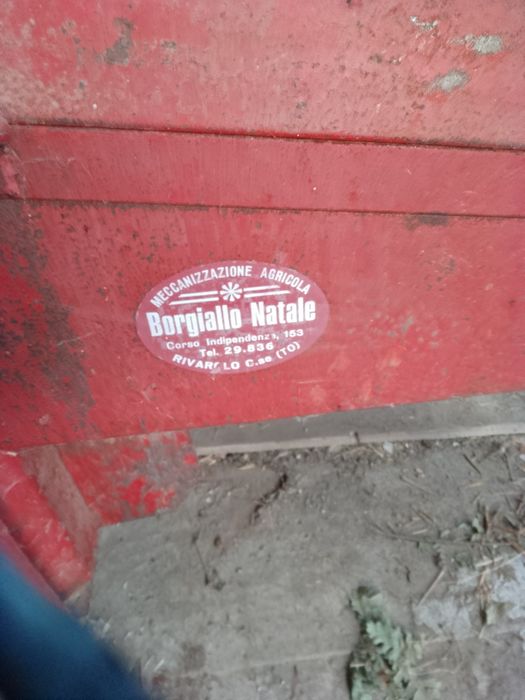 MECCANIZZAZIONE AGRICOLA
Borgiallo Natale
Corso Indipendenza, 153
Tel. 29.836
RIVAROLO C.se (TO)